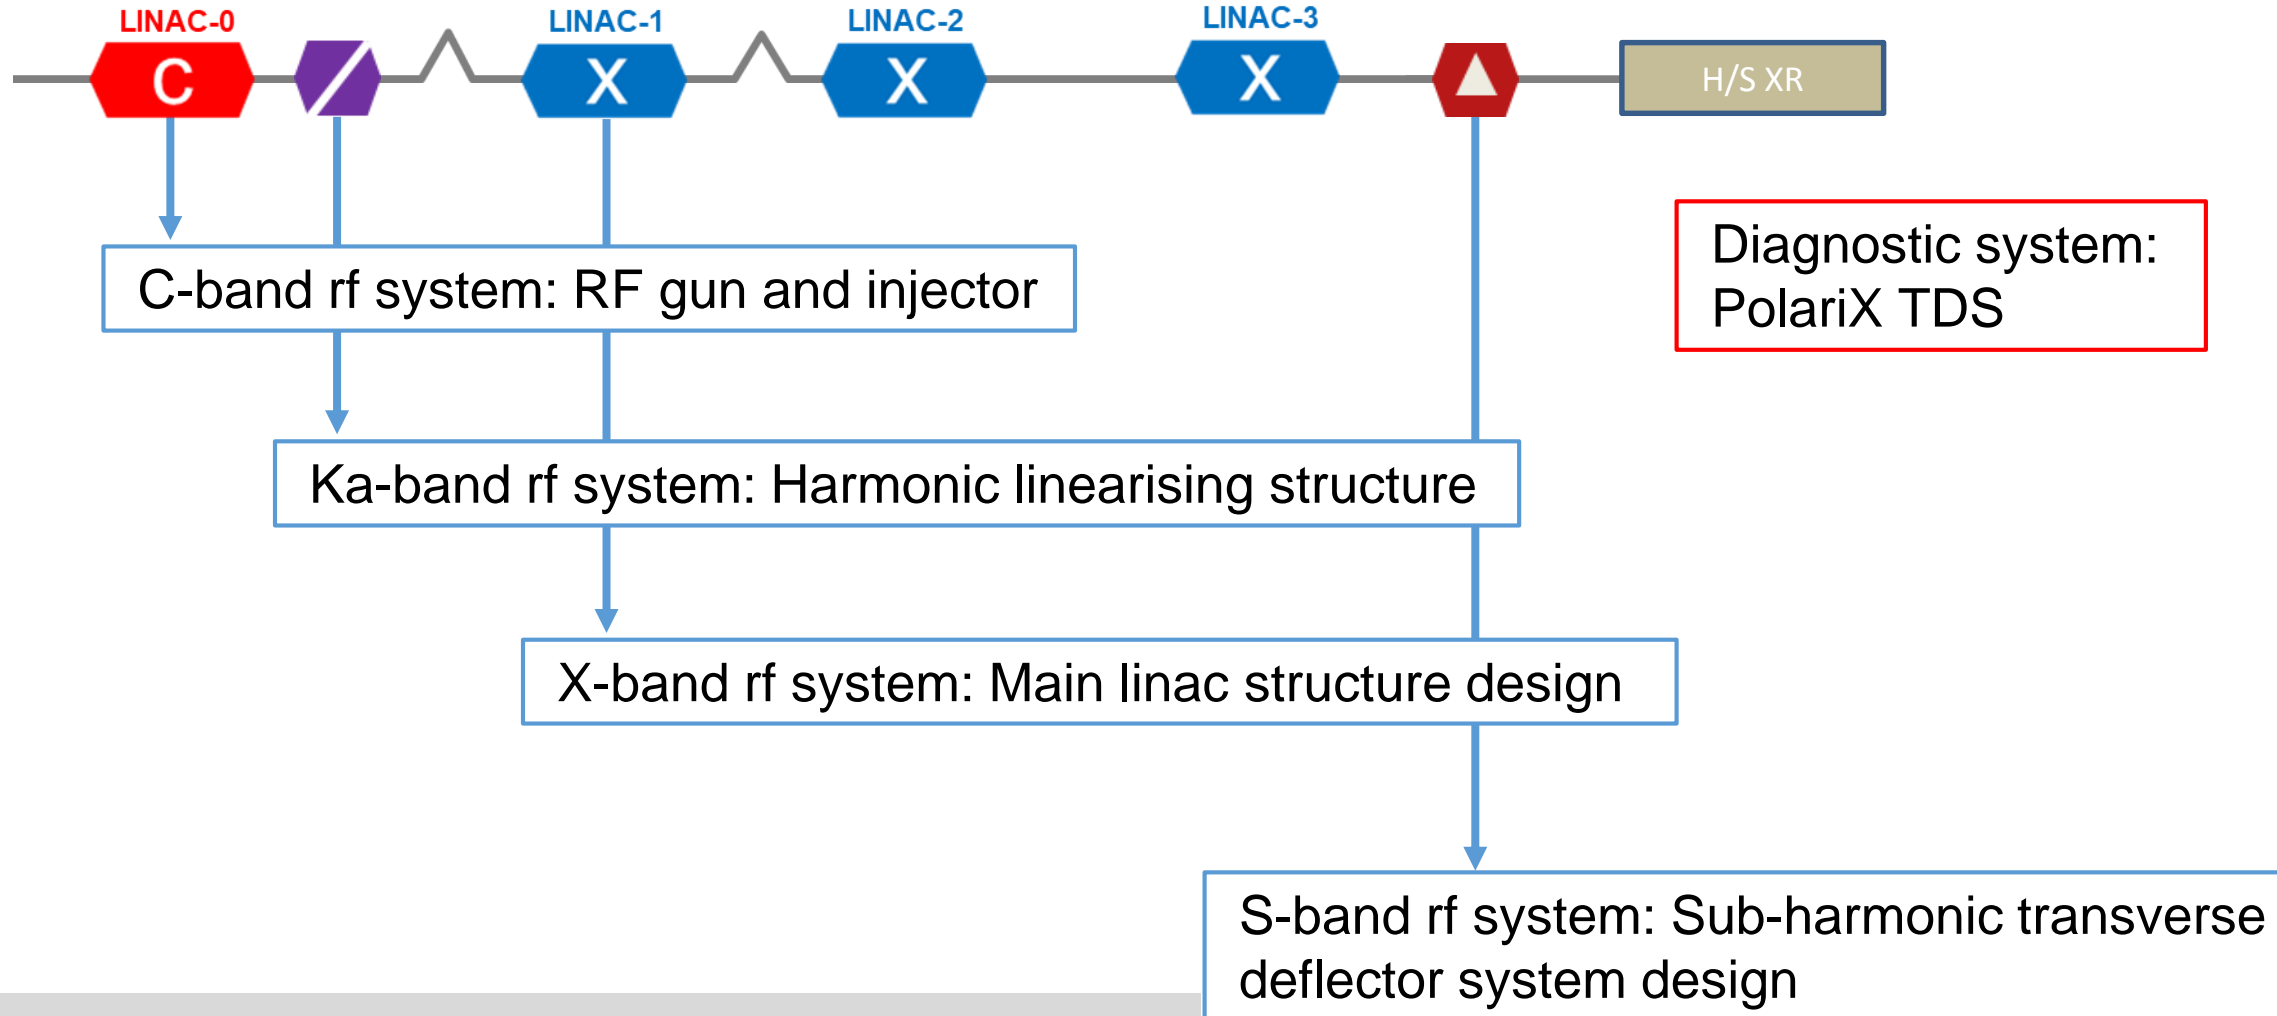 LINAC-0
LINAC-1
LINAC-2
LINAC-3
C
X
X
X
H/S XR
Diagnostic system:
PolariX TDS
C-band rf system: RF gun and injector
Ka-band rf system: Harmonic linearising structure
X-band rf system: Main linac structure design
S-band rf system: Sub-harmonic transverse
deflector system design